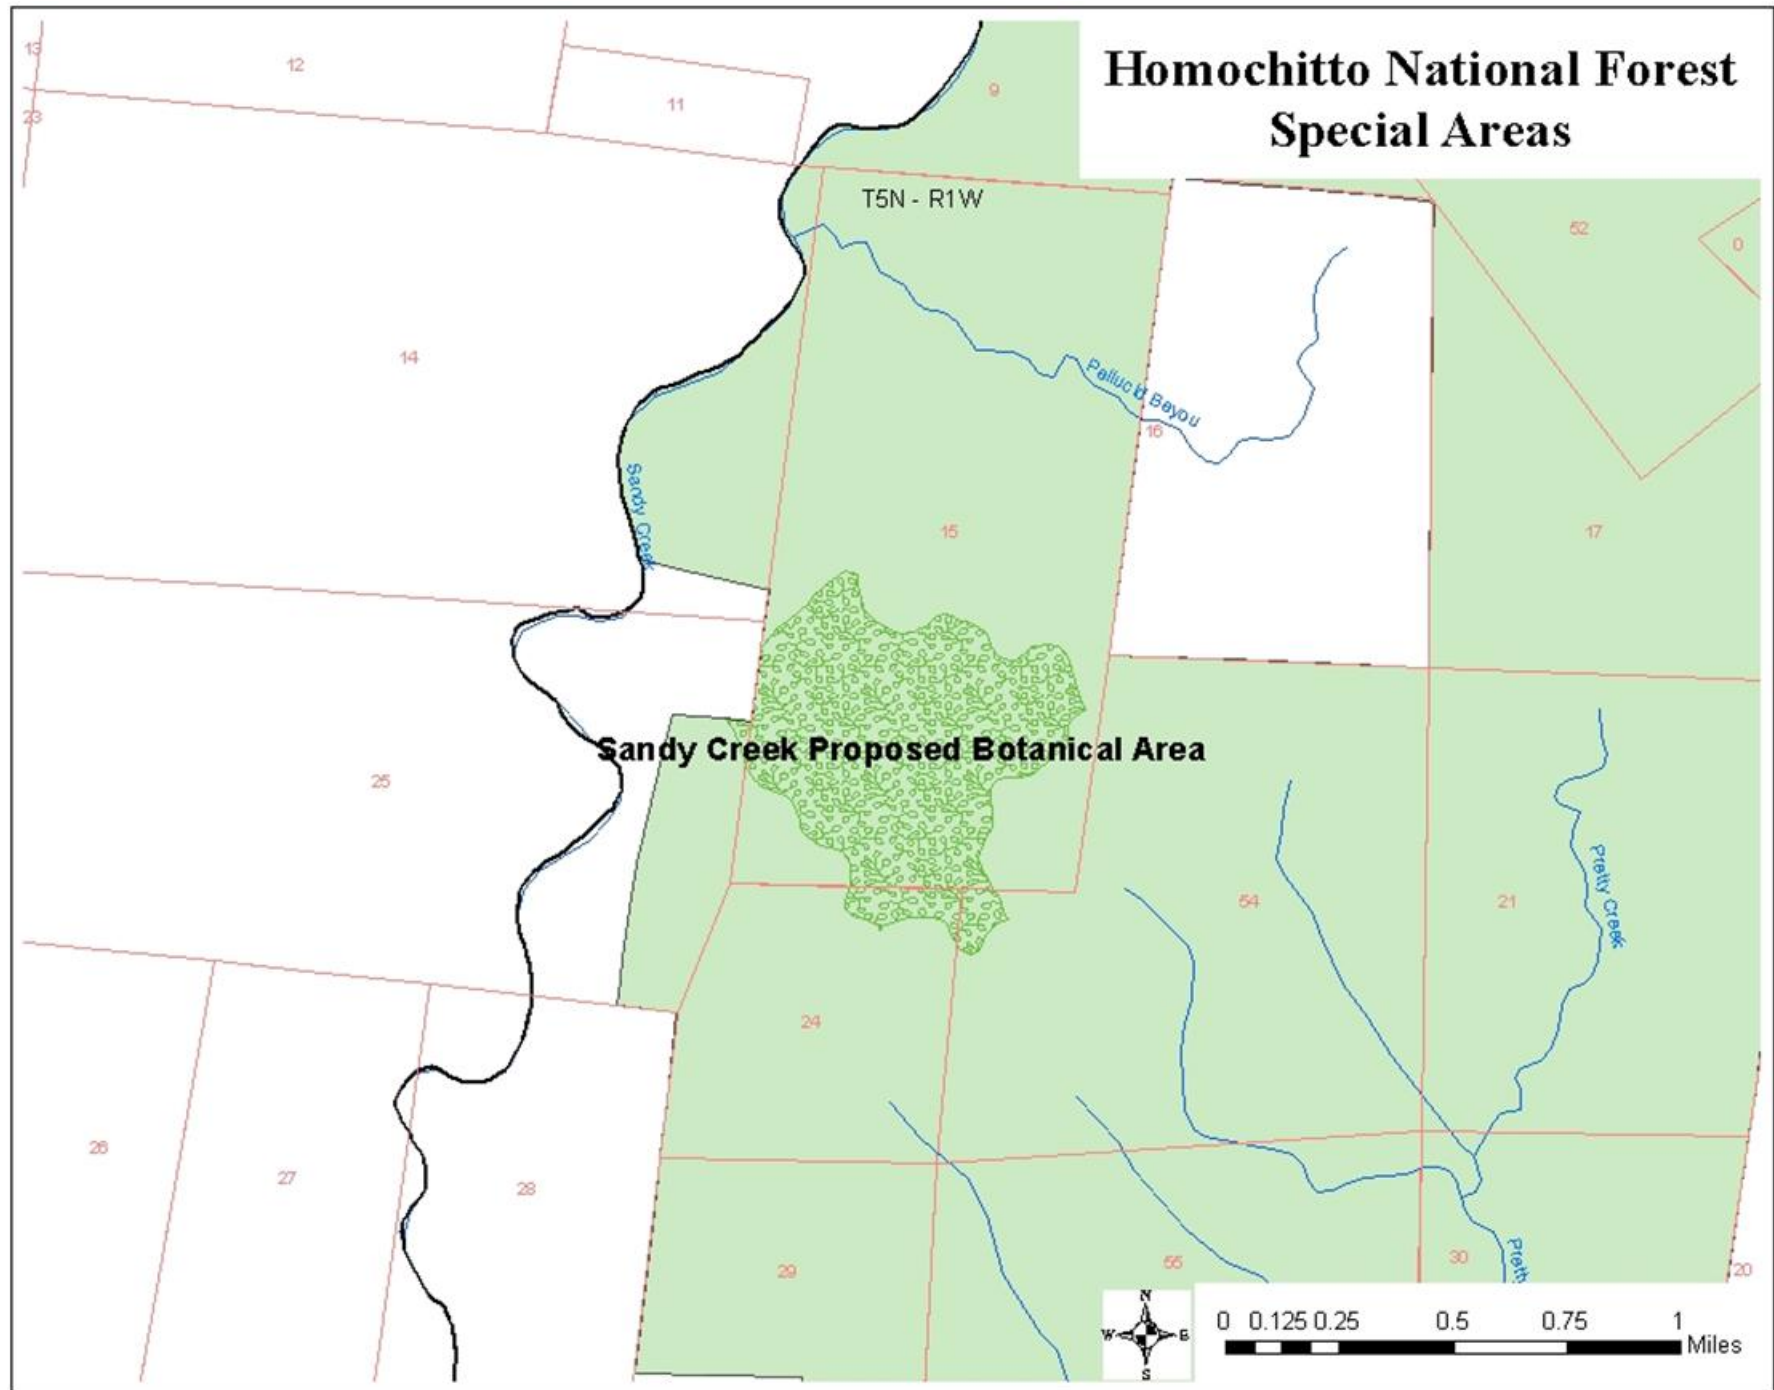 Homochitto National Forest
Special Areas
13
12
11
9
23
T5N - R1W
52
0
14
Pellucid Bayou
16
Sandy Creek
15
17
Sandy Creek Proposed Botanical Area
25
54
21
Pretty Creek
24
26
27
28
29
55
30
Pretty
20
N
W E
S
0 0.125 0.25 0.5 0.75 1
Miles